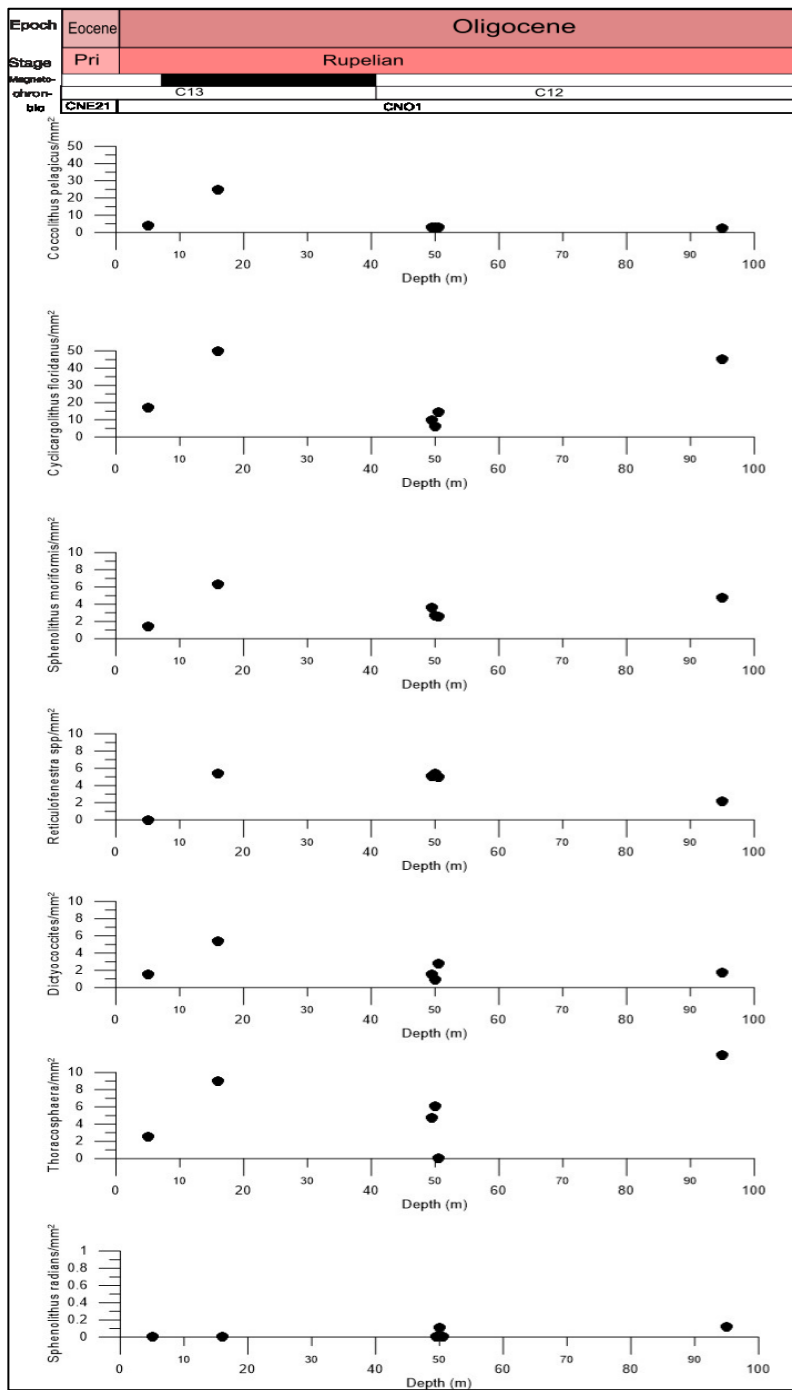 Epoch Eocene Oligocene
Stage Pri Rupelian
Magneto-
chron- C13 C12
bio CNE21 CNO1
Coccolithus pelagicus/mm²
50
40
30
20
10
0
0 10 20 30 40 50 60 70 80 90 100
Depth (m)
Cyclicargolithus floridanus/mm²
50
40
30
20
10
0
0 10 20 30 40 50 60 70 80 90 100
Depth (m)
Sphenolithus moriformis/mm²
10
8
6
4
2
0
0 10 20 30 40 50 60 70 80 90 100
Depth (m)
Reticulofenestra spp/mm²
10
8
6
4
2
0
0 10 20 30 40 50 60 70 80 90 100
Depth (m)
Dictyococcites/mm²
10
8
6
4
2
0
0 10 20 30 40 50 60 70 80 90 100
Depth (m)
Thoracosphaera/mm²
10
8
6
4
2
0
0 10 20 30 40 50 60 70 80 90 100
Depth (m)
Sphenolithus radians/mm²
1
0.8
0.6
0.4
0.2
0
0 10 20 30 40 50 60 70 80 90 100
Depth (m)